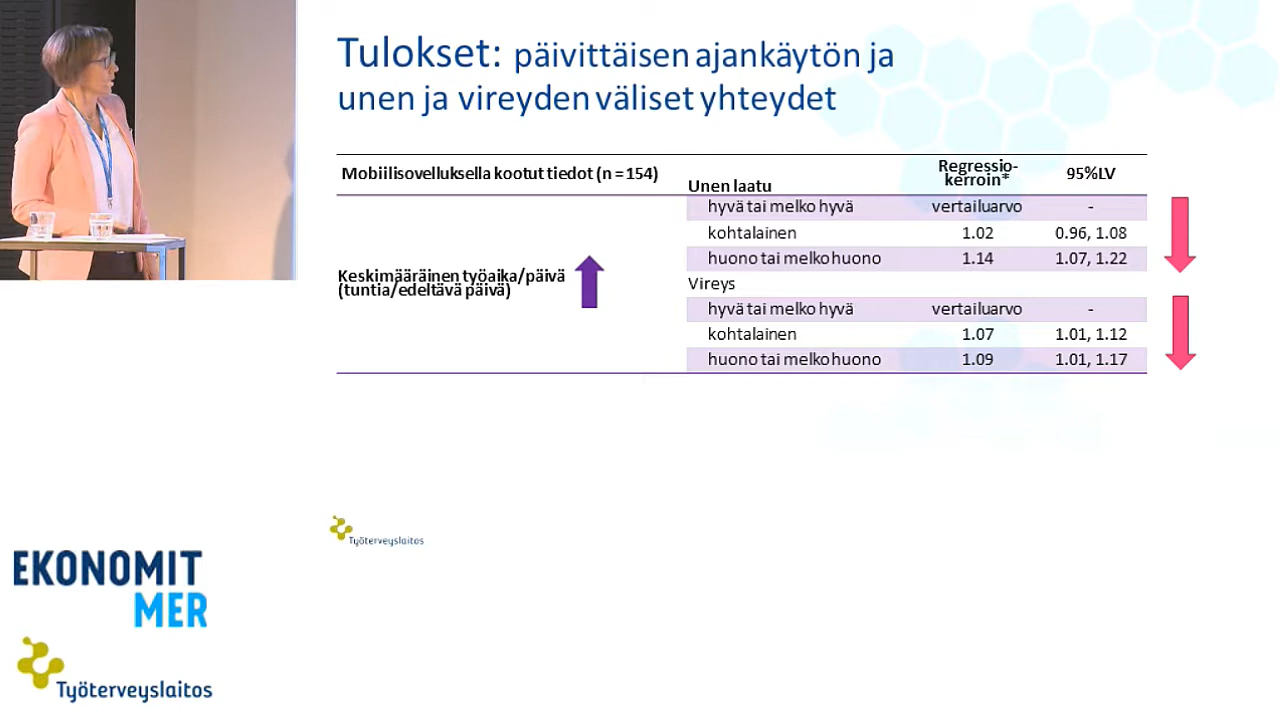 Tulokset: päivittäisen ajankäytön ja
unen ja vireyden väliset yhteydet
Mobiilisovelluksella kootut tiedot (n = 154)
Unen laatu
Regressio-
kerroin*
95%LV
hyvä tai melko hyvä vertailuarvo -
kohtalainen 1.02 0.96, 1.08
huono tai melko huono 1.14 1.07, 1.22
Keskimääräinen työaika/päivä
(tuntia/edeltävä päivä)
Vireys
hyvä tai melko hyvä vertailuarvo -
kohtalainen 1.07 1.01, 1.12
huono tai melko huono 1.09 1.01, 1.17
Työterveyslaitos
EKONOMIT
MER
Työterveyslaitos